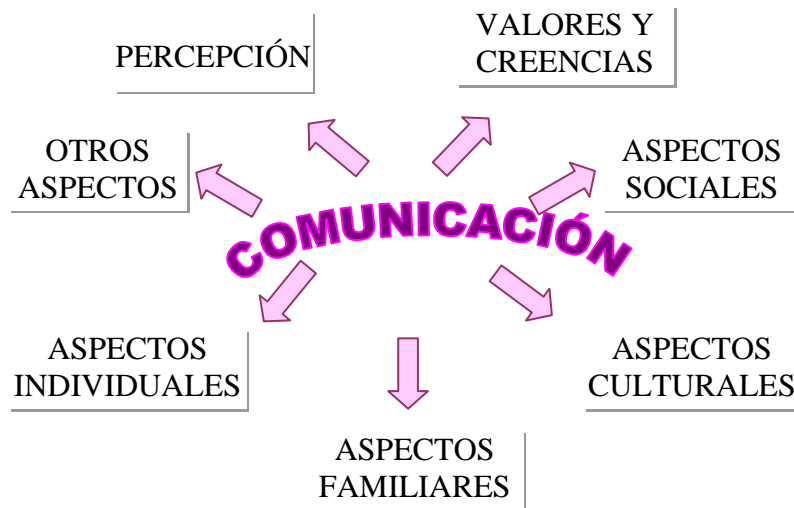 PERCEPCIÓN
VALORES Y
CREENCIAS
OTROS
ASPECTOS
ASPECTOS
SOCIALES
COMUNICACIÓN
ASPECTOS
INDIVIDUALES
ASPECTOS
CULTURALES
ASPECTOS
FAMILIARES